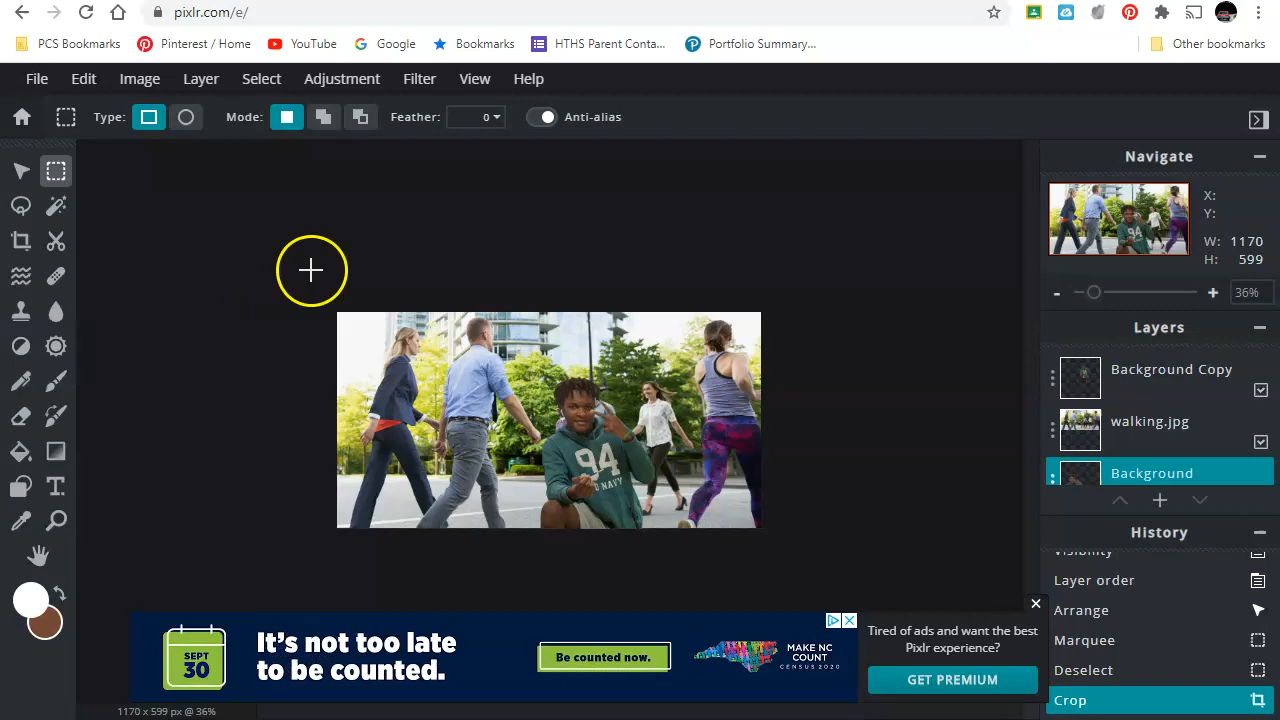 pixlr.com/e/
PCS Bookmarks
Pinterest / Home
YouTube
Google
Bookmarks
HTHS Parent Conta...
Portfolio Summary...
Other bookmarks
File Edit Image Layer Select Adjustment Filter View Help
Type: Mode: Feather: 0 Anti-alias
Navigate
X:
Y:
W: 1170
H: 599
- + 36%
Layers
Background Copy
walking.jpg
Background
History
Visibility
Layer order
Arrange
Marquee
Deselect
Crop
94
D NAVY
SEPT
30
It's not too late
to be counted.
Be counted now.
MAKE NC
COUNT
CENSUS 2020
Tired of ads and want the best
Pixlr experience?
GET PREMIUM
1170 x 599 px @ 36%